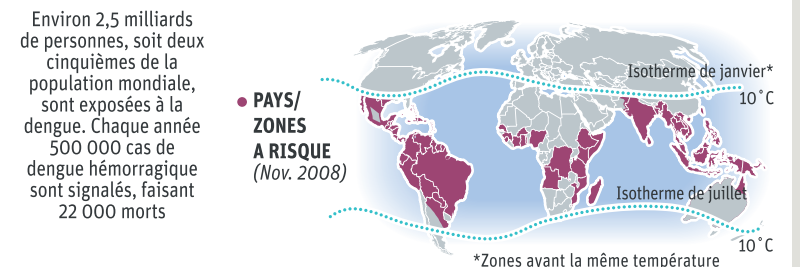 Environ 2,5 milliards
de personnes, soit deux
cinquièmes de la
population mondiale,
sont exposées à la
dengue. Chaque année
500 000 cas de
dengue hémorragique
sont signalés, faisant
22 000 morts
PAYS/
ZONES
A RISQUE
(Nov. 2008)
Isotherme de janvier*
10°C
Isotherme de juillet
10°C
*Zones ayant la même température